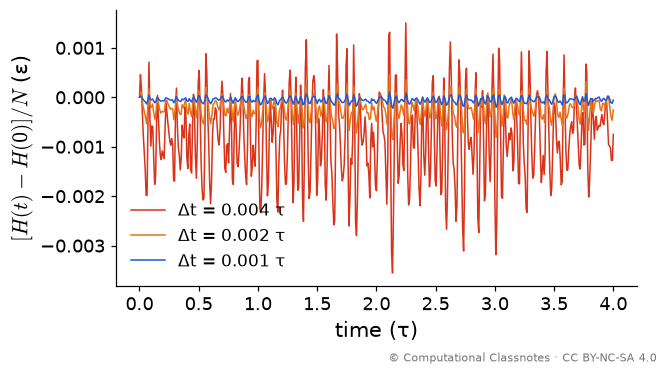 0.001
0.000
−0.001
−0.002
−0.003
[H(t) − H(0)]/N (ε)
Δt = 0.004 τ
Δt = 0.002 τ
Δt = 0.001 τ
0.0 0.5 1.0 1.5 2.0 2.5 3.0 3.5 4.0
time (τ)
© Computational Classnotes · CC BY-NC-SA 4.0